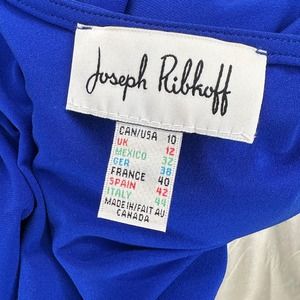 Joseph Ribkoff
CAN/USA 10
UK 12
MEXICO 32
GER 38
FRANCE 40
SPAIN 42
ITALY 44
MADE IN/FAIT AU
CANADA